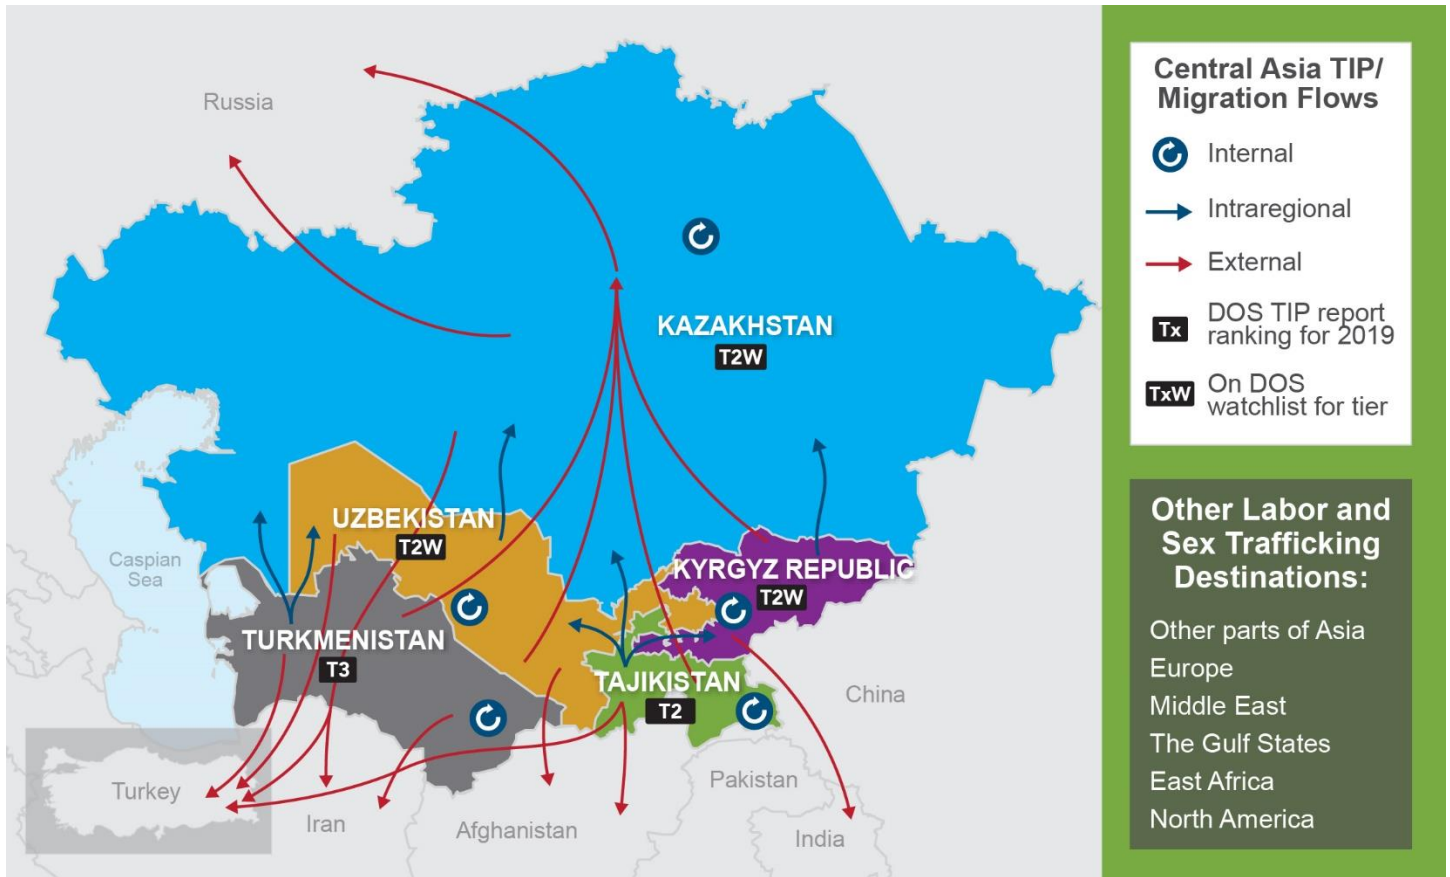 Russia
KAZAKHSTAN
T2W
UZBEKISTAN
T2W
Caspian
Sea
KYRGYZ REPUBLIC
T2W
TURKMENISTAN
T3
TAJIKISTAN
T2
China
Turkey
Iran
Afghanistan
Pakistan
India
Central Asia TIP/
Migration Flows
Internal
Intraregional
External
Tx
DOS TIP report
ranking for 2019
TxW
On DOS
watchlist for tier
Other Labor and
Sex Trafficking
Destinations:
Other parts of Asia
Europe
Middle East
The Gulf States
East Africa
North America